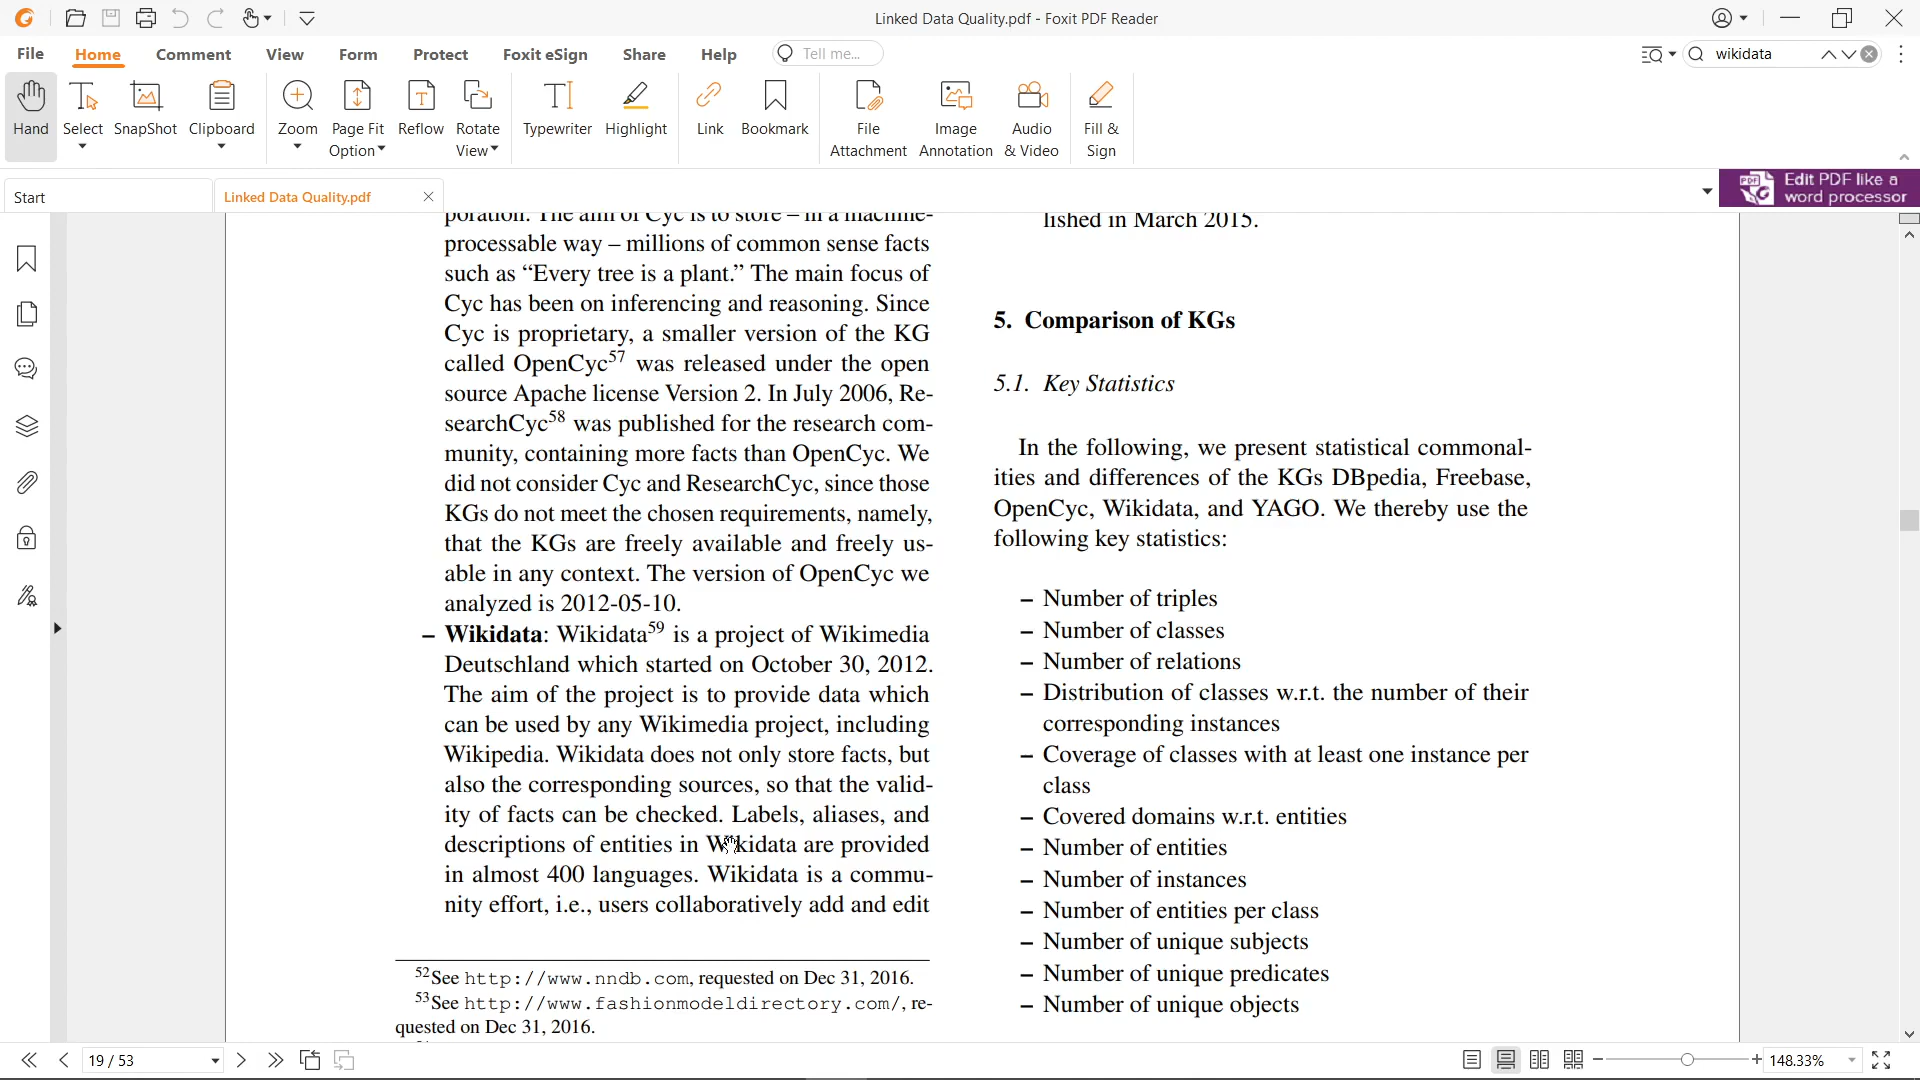 Linked Data Quality.pdf - Foxit PDF Reader
File Home Comment View Form Protect Foxit eSign Share Help Tell me... wikidata
Hand Select SnapShot Clipboard Zoom Page Fit Option Reflow Rotate View Typewriter Highlight Link Bookmark File Attachment Image Annotation Audio & Video Fill & Sign
Start Linked Data Quality.pdf
PDF Edit PDF like a
word processor
poration. The aim of Cyc is to store – in a machine-
processable way – millions of common sense facts
such as “Every tree is a plant.” The main focus of
Cyc has been on inferencing and reasoning. Since
Cyc is proprietary, a smaller version of the KG
called OpenCyc57 was released under the open
source Apache license Version 2. In July 2006, Re-
searchCyc58 was published for the research com-
munity, containing more facts than OpenCyc. We
did not consider Cyc and ResearchCyc, since those
KGs do not meet the chosen requirements, namely,
that the KGs are freely available and freely us-
able in any context. The version of OpenCyc we
analyzed is 2012-05-10.
– Wikidata: Wikidata59 is a project of Wikimedia
Deutschland which started on October 30, 2012.
The aim of the project is to provide data which
can be used by any Wikimedia project, including
Wikipedia. Wikidata does not only store facts, but
also the corresponding sources, so that the valid-
ity of facts can be checked. Labels, aliases, and
descriptions of entities in Wikidata are provided
in almost 400 languages. Wikidata is a commu-
nity effort, i.e., users collaboratively add and edit
52See http://www.nndb.com, requested on Dec 31, 2016.
53See http://www.fashionmodeldirectory.com/, re-
quested on Dec 31, 2016.
lished in March 2015.
5. Comparison of KGs
5.1. Key Statistics
In the following, we present statistical commonal-
ities and differences of the KGs DBpedia, Freebase,
OpenCyc, Wikidata, and YAGO. We thereby use the
following key statistics:
– Number of triples
– Number of classes
– Number of relations
– Distribution of classes w.r.t. the number of their
corresponding instances
– Coverage of classes with at least one instance per
class
– Covered domains w.r.t. entities
– Number of entities
– Number of instances
– Number of entities per class
– Number of unique subjects
– Number of unique predicates
– Number of unique objects
19 / 53 148.33%